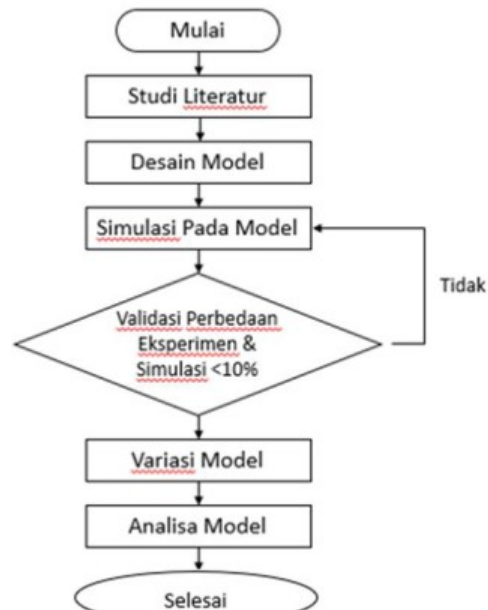 Mulai
Studi Literatur
Desain Model
Simulasi Pada Model
Tidak
Validasi Perbedaan
Eksperimen &
Simulasi <10%
Variasi Model
Analisa Model
Selesai